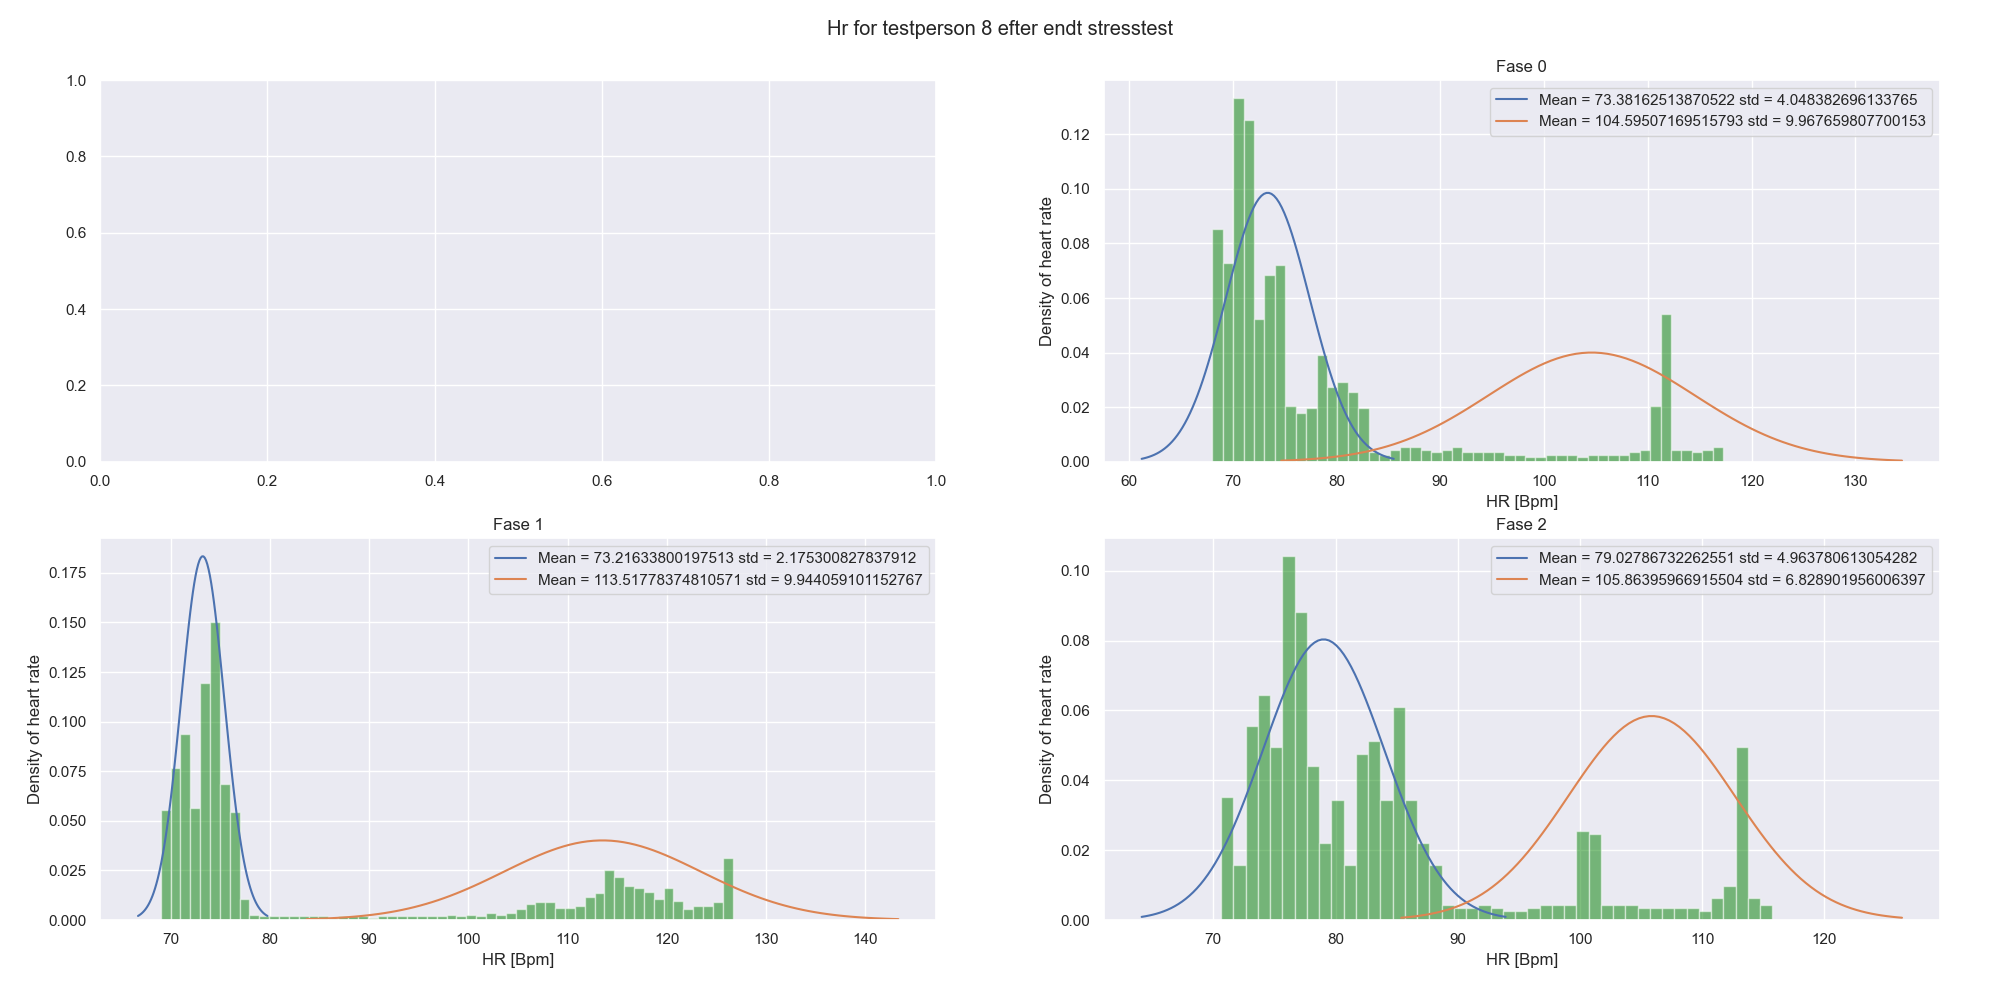 Hr for testperson 8 efter endt stresstest
1.0
0.8
0.6
0.4
0.2
0.0
0.0 0.2 0.4 0.6 0.8 1.0
Fase 0
Mean = 73.38162513870522 std = 4.048382696133765
Mean = 104.59507169515793 std = 9.967659807700153
Density of heart rate
0.12
0.10
0.08
0.06
0.04
0.02
0.00
60 70 80 90 100 110 120 130
HR [Bpm]
Fase 1
Mean = 73.21633800197513 std = 2.175300827837912
Mean = 113.51778374810571 std = 9.944059101152767
Density of heart rate
0.175
0.150
0.125
0.100
0.075
0.050
0.025
0.000
70 80 90 100 110 120 130 140
HR [Bpm]
Fase 2
Mean = 79.02786732262551 std = 4.963780613054282
Mean = 105.86395966915504 std = 6.828901956006397
Density of heart rate
0.10
0.08
0.06
0.04
0.02
0.00
70 80 90 100 110 120
HR [Bpm]